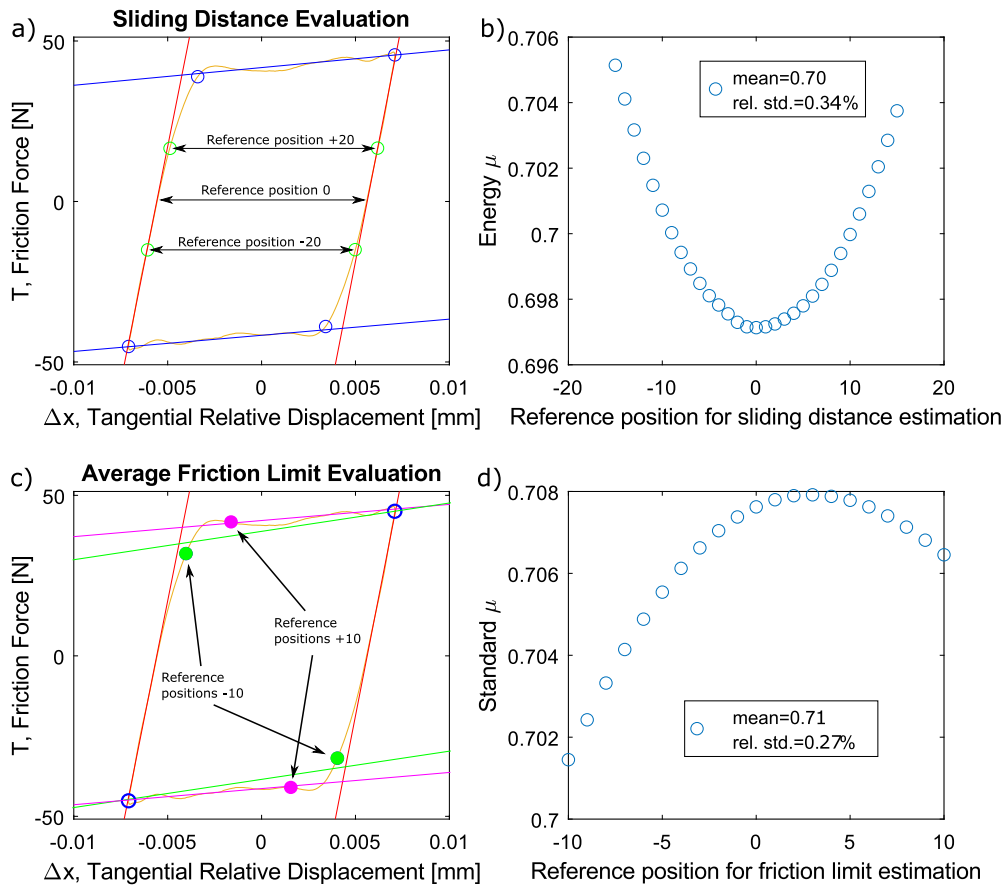 a)
Sliding Distance Evaluation
50
0
-50
T, Friction Force [N]
Reference position +20
Reference position 0
Reference position -20
-0.01
-0.005
0
0.005
0.01
Δx, Tangential Relative Displacement [mm]
b)
0.706
0.704
0.702
0.7
0.698
0.696
Energy μ
mean=0.70
rel. std.=0.34%
-20
-10
0
10
20
Reference position for sliding distance estimation
c)
Average Friction Limit Evaluation
50
0
-50
T, Friction Force [N]
Reference
positions +10
Reference
positions -10
-0.01
-0.005
0
0.005
0.01
Δx, Tangential Relative Displacement [mm]
d)
0.708
0.706
0.704
0.702
0.7
Standard μ
mean=0.71
rel. std.=0.27%
-10
-5
0
5
10
Reference position for friction limit estimation